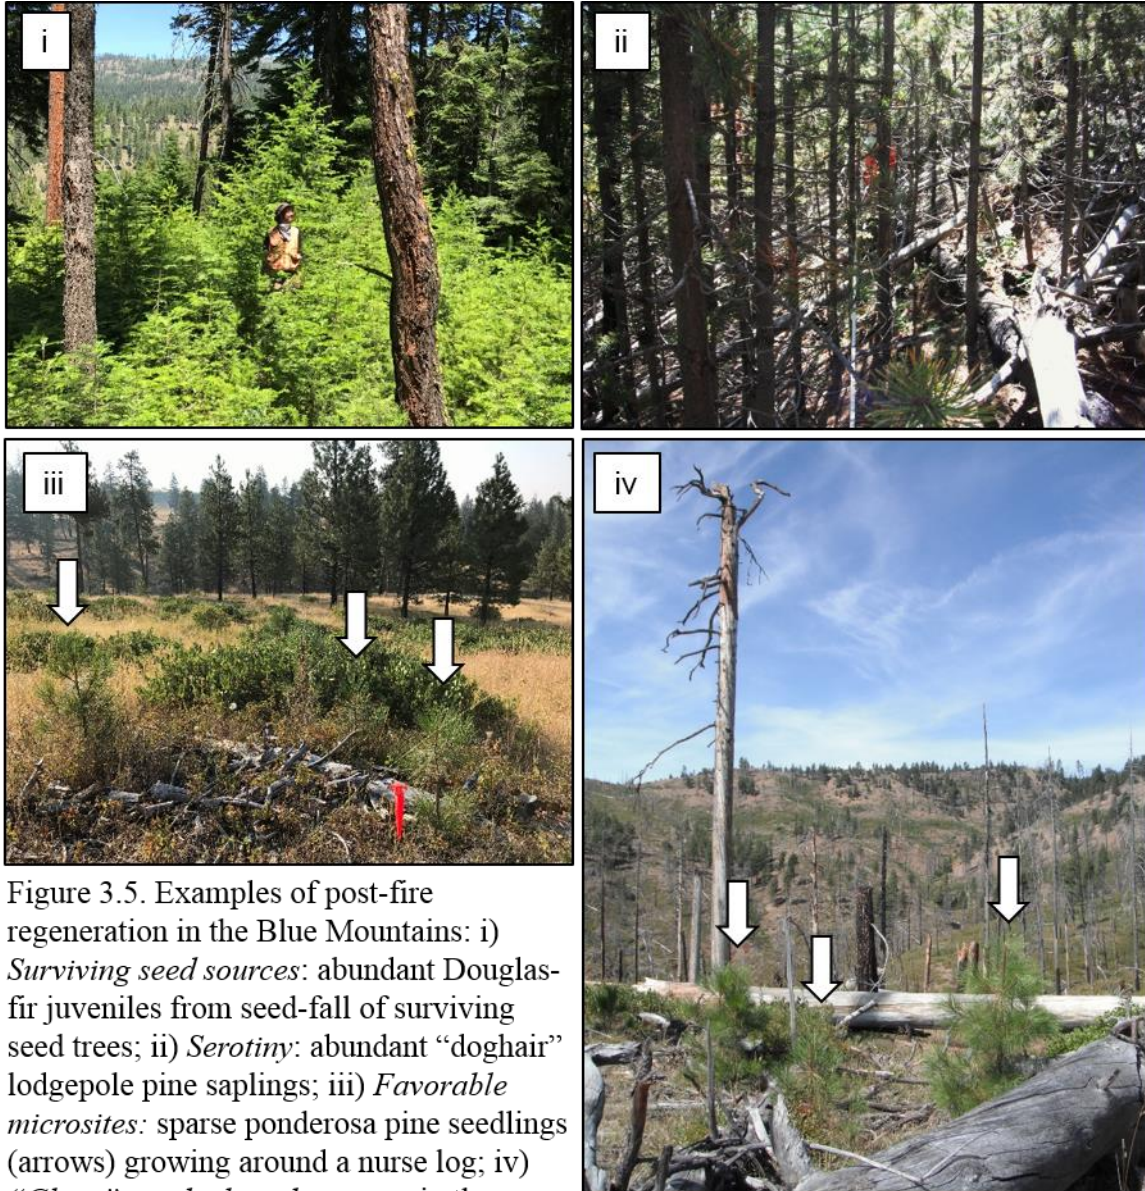 i
ii
iii
iv
Figure 3.5. Examples of post-fire
regeneration in the Blue Mountains: i)
Surviving seed sources: abundant Douglas-
fir juveniles from seed-fall of surviving
seed trees; ii) Serotiny: abundant “doghair”
lodgepole pine saplings; iii) Favorable
microsites: sparse ponderosa pine seedlings
(arrows) growing around a nurse log; iv)